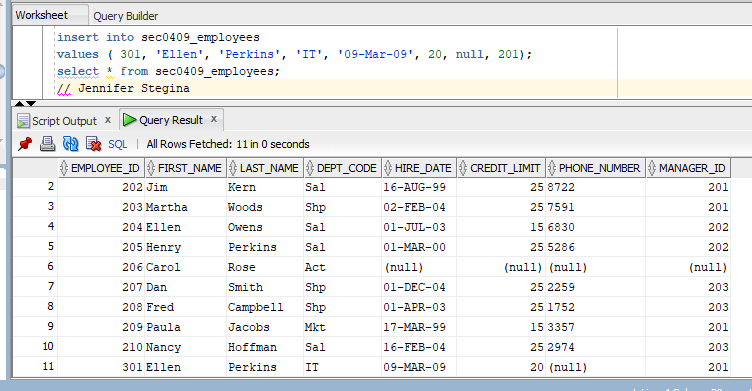 Worksheet Query Builder
insert into sec0409_employees
values ( 301, 'Ellen', 'Perkins', 'IT', '09-Mar-09', 20, null, 201);
select * from sec0409_employees;
// Jennifer Stegina
Script Output x Query Result x
SQL | All Rows Fetched: 11 in 0 seconds
EMPLOYEE_ID FIRST_NAME LAST_NAME DEPT_CODE HIRE_DATE CREDIT_LIMIT PHONE_NUMBER MANAGER_ID
2 202 Jim Kern Sal 16-AUG-99 25 8722 201
3 203 Martha Woods Shp 02-FEB-04 25 7591 201
4 204 Ellen Owens Sal 01-JUL-03 15 6830 202
5 205 Henry Perkins Sal 01-MAR-00 25 5286 202
6 206 Carol Rose Act (null) (null) (null) (null)
7 207 Dan Smith Shp 01-DEC-04 25 2259 203
8 208 Fred Campbell Shp 01-APR-03 25 1752 203
9 209 Paula Jacobs Mkt 17-MAR-99 15 3357 201
10 210 Nancy Hoffman Sal 16-FEB-04 25 2974 203
11 301 Ellen Perkins IT 09-MAR-09 20 (null) 201